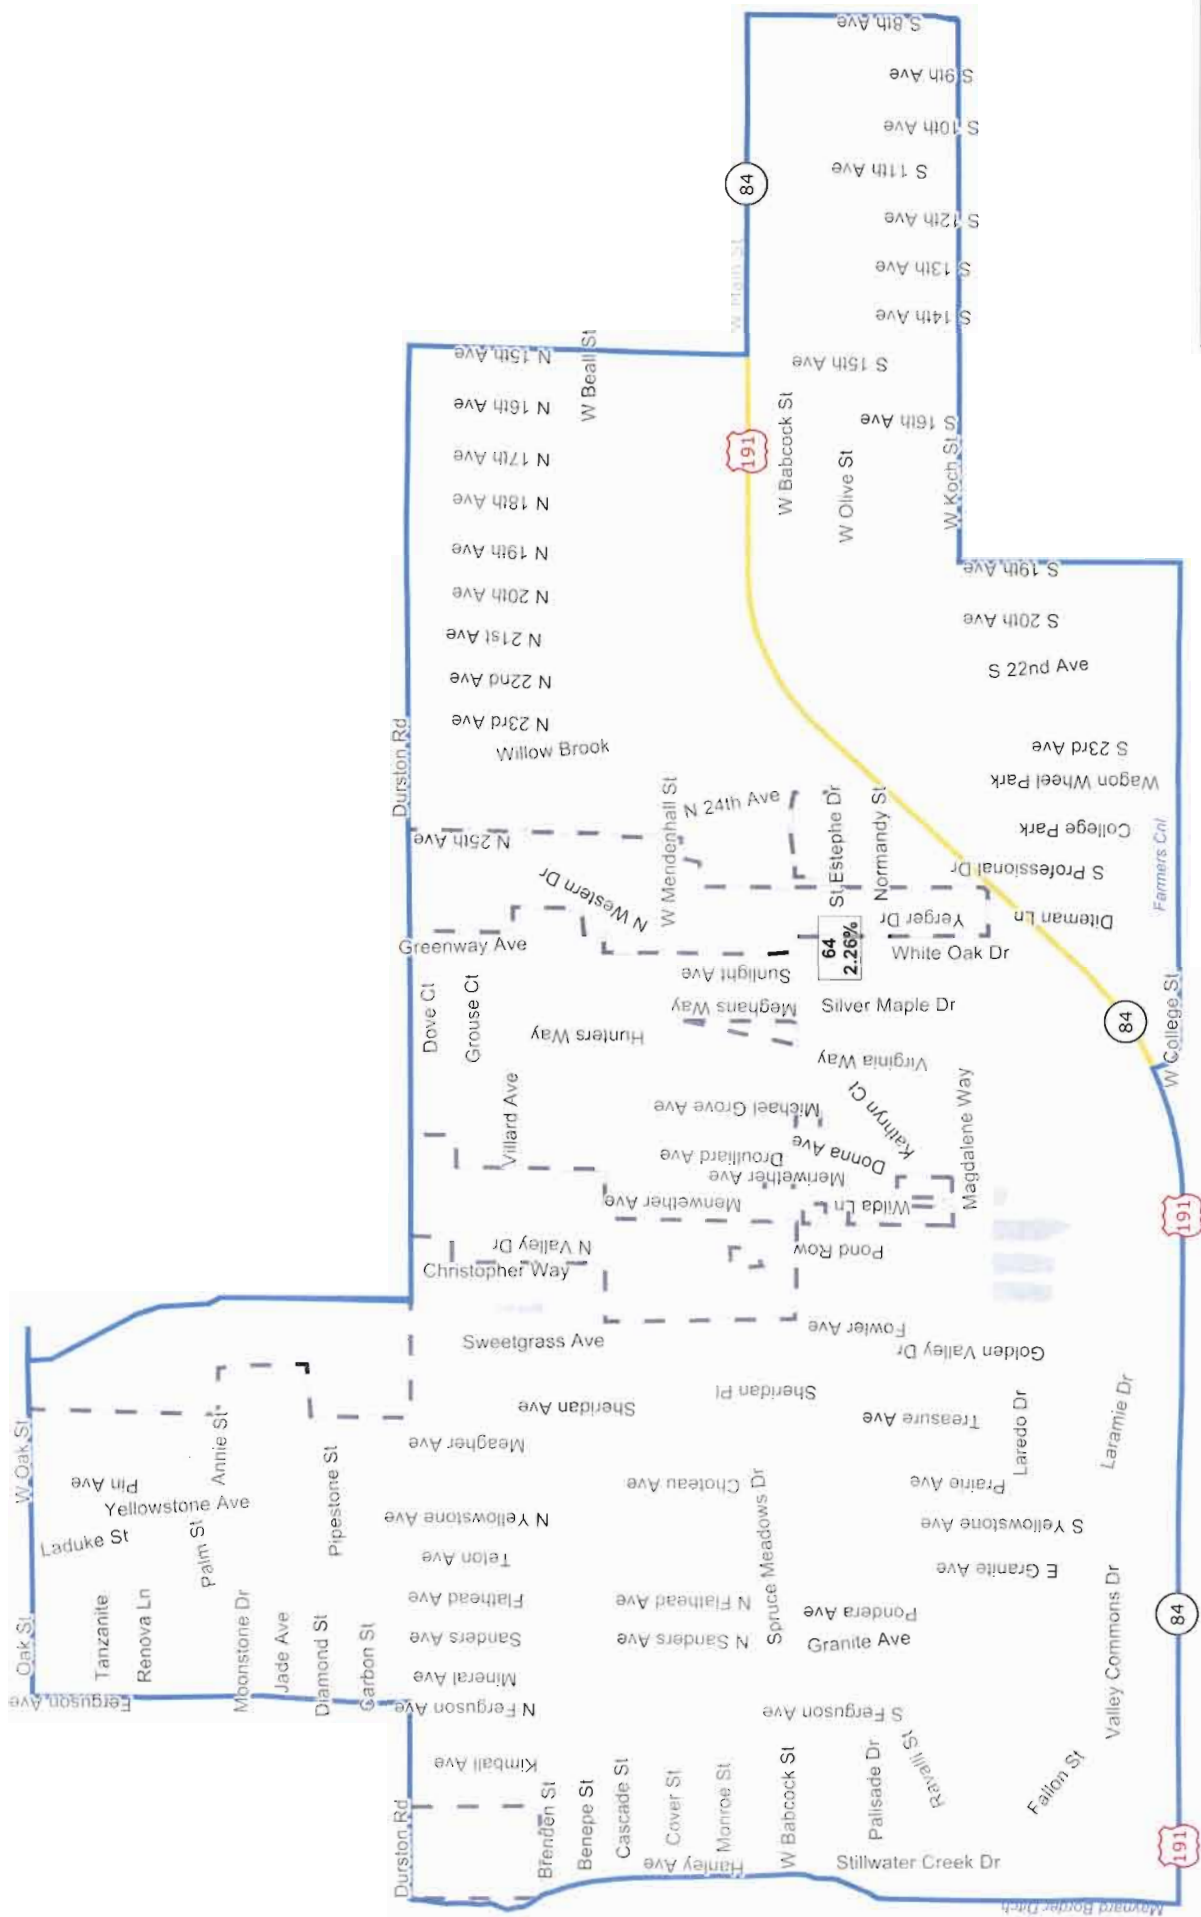 S 8th Ave
S 9th Ave
S 10th Ave
S 11th Ave
84
S 12th Ave
W Main St
S 13th Ave
S 14th Ave
N 15th Ave
W Beall St
S 15th Ave
N 16th Ave
S 16th Ave
N 17th Ave
191
W Babcock St
N 18th Ave
W Olive St
W Koch St
N 19th Ave
S 19th Ave
N 20th Ave
S 20th Ave
N 21st Ave
S 22nd Ave
N 22nd Ave
N 23rd Ave
Willow Brook
S 23rd Ave
Durston Rd
Wagon Wheel Park
N 24th Ave
W Mendenhall St
St Estephe Dr
Normandy St
College Park
N 25th Ave
S Professional Dr
Farmers Cnl
N Western Dr
Yerger Dr
Diteman Ln
Greenway Ave
64
2.26%
White Oak Dr
Sunlight Ave
Dove Ct
Grouse Ct
Meghans Way
Silver Maple Dr
84
W College St
Hunters Way
Virginia Way
Villard Ave
Michael Grove Ave
Kathryn Ct
Magdalene Way
Donna Ave
Droulliard Ave
Meriwether Ave
Meriwether Ave
Wilda Ln
191
N Valley Dr
Pond Row
Christopher Way
Fowler Ave
Sweetgrass Ave
Golden Valley Dr
Sheridan Pl
Sheridan Ave
Treasure Ave
Laredo Dr
Laramie Dr
W Oak St
Annie St
Meagher Ave
Pin Ave
Choteau Ave
Prairie Ave
Yellowstone Ave
Pipestone St
N Yellowstone Ave
S Yellowstone Ave
Laduke St
Palm St
Teton Ave
Spruce Meadows Dr
E Granite Ave
Flathead Ave
N Flathead Ave
Pondera Ave
Valley Commons Dr
84
Oak St
Tanzanite
Renova Ln
Moonstone Dr
Jade Ave
Diamond St
Carbon St
Sanders Ave
N Sanders Ave
Granite Ave
Mineral Ave
Ferguson Ave
N Ferguson Ave
S Ferguson Ave
Kimball Ave
Ravalli St
Fallon St
Durston Rd
Brenden St
Benepe St
Cascade St
Cover St
Monroe St
W Babcock St
Palisade Dr
191
Hanley Ave
Stillwater Creek Dr
Maynard Border Ditch